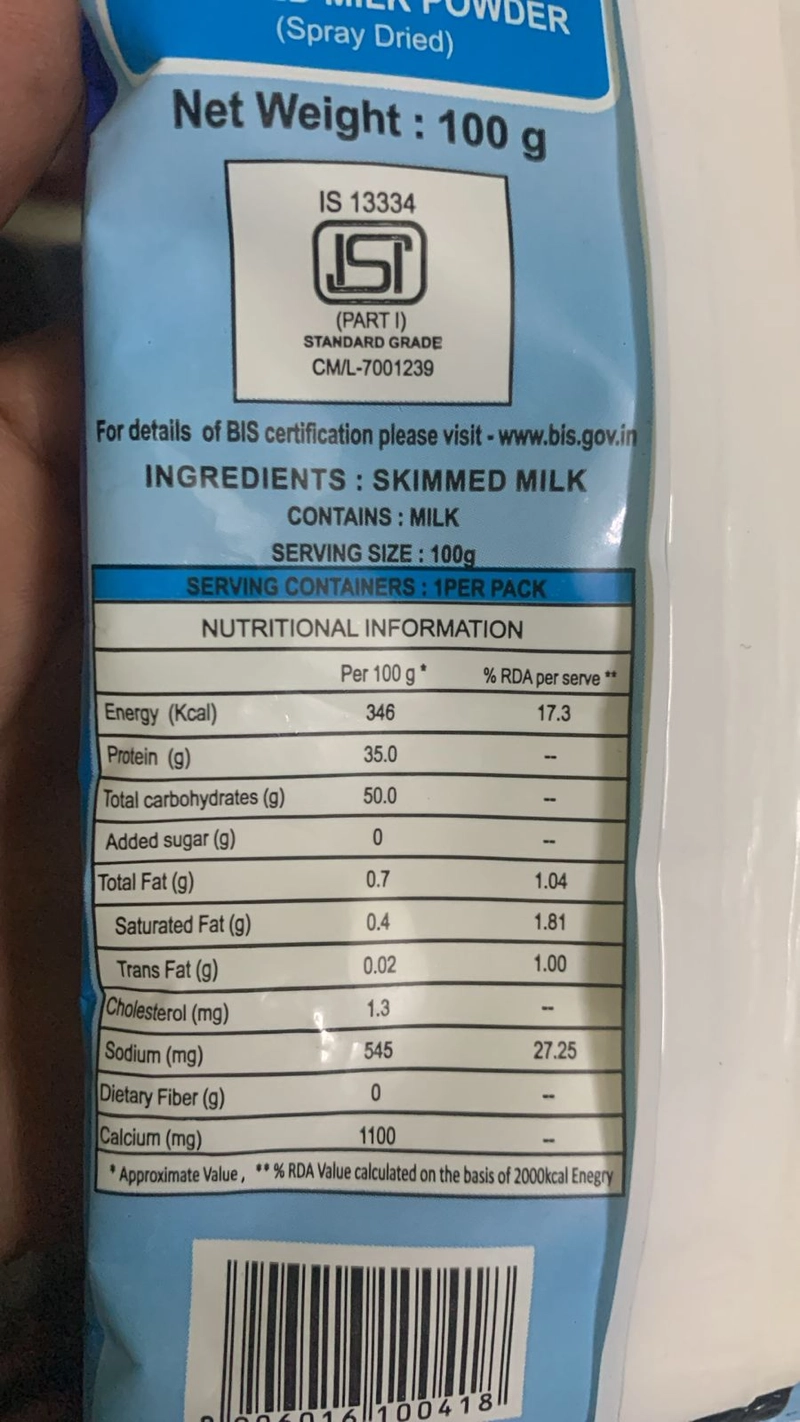 MILK POWDER
(Spray Dried)
Net Weight : 100 g
IS 13334
ISI
(PART I)
STANDARD GRADE
CM/L-7001239
For details of BIS certification please visit - www.bis.gov.in
INGREDIENTS : SKIMMED MILK
CONTAINS : MILK
SERVING SIZE : 100g
SERVING CONTAINERS : 1PER PACK
NUTRITIONAL INFORMATION
Per 100 g * % RDA per serve **
Energy (Kcal) 346 17.3
Protein (g) 35.0 --
Total carbohydrates (g) 50.0 --
Added sugar (g) 0 --
Total Fat (g) 0.7 1.04
Saturated Fat (g) 0.4 1.81
Trans Fat (g) 0.02 1.00
Cholesterol (mg) 1.3 --
Sodium (mg) 545 27.25
Dietary Fiber (g) 0 --
Calcium (mg) 1100 --
* Approximate Value, ** % RDA Value calculated on the basis of 2000kcal Enegry
100418